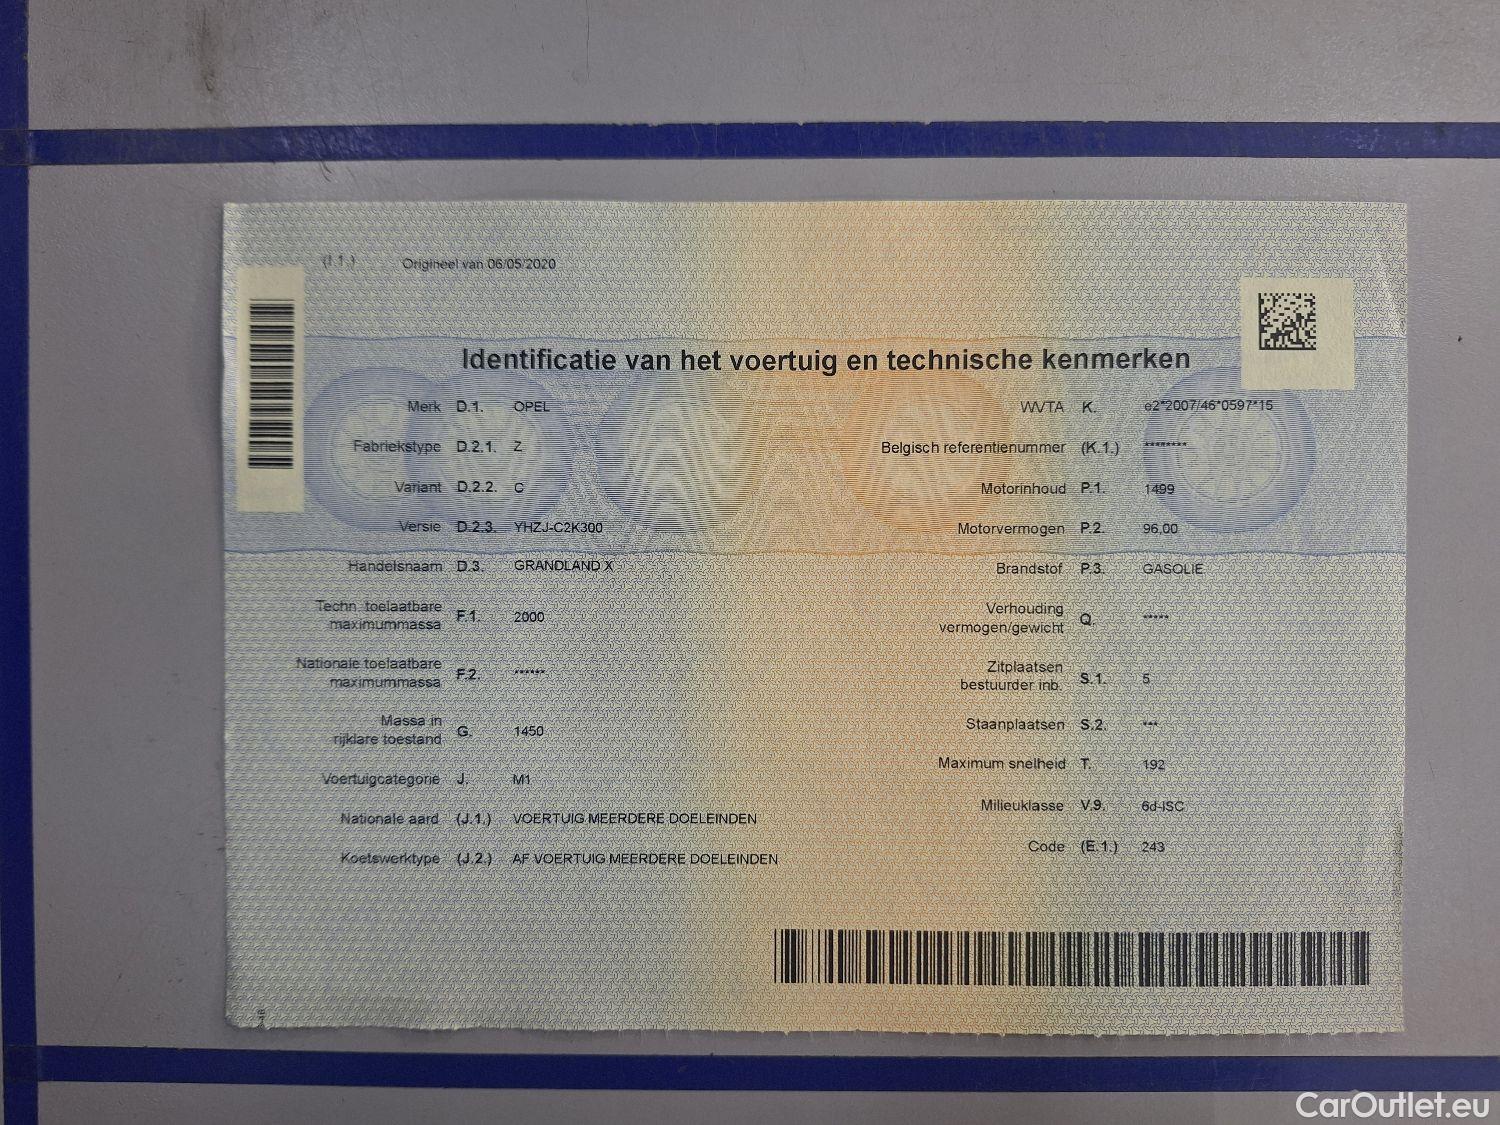 (I.1.) Origineel van 06/05/2020
Identificatie van het voertuig en technische kenmerken
Merk D.1. OPEL
Fabriekstype D.2.1. Z
Variant D.2.2. C
Versie D.2.3. YHZJ-C2K300
Handelsnaam D.3. GRANDLAND X
Techn. toelaatbare
maximummassa F.1. 2000
Nationale toelaatbare
maximummassa F.2. ******
Massa in
rijklare toestand G. 1450
Voertuigcategorie J. M1
Nationale aard (J.1.) VOERTUIG MEERDERE DOELEINDEN
Koetswerktype (J.2.) AF VOERTUIG MEERDERE DOELEINDEN
WVTA K. e2*2007/46*0597*15
Belgisch referentienummer (K.1.) ********
Motorinhoud P.1. 1499
Motorvermogen P.2. 96,00
Brandstof P.3. GASOLIE
Verhouding
vermogen/gewicht Q. *****
Zitplaatsen
bestuurder inb. S.1. 5
Staanplaatsen S.2. ***
Maximum snelheid T. 192
Milieuklasse V.9. 6d-ISC
Code (E.1.) 243
CarOutlet.eu